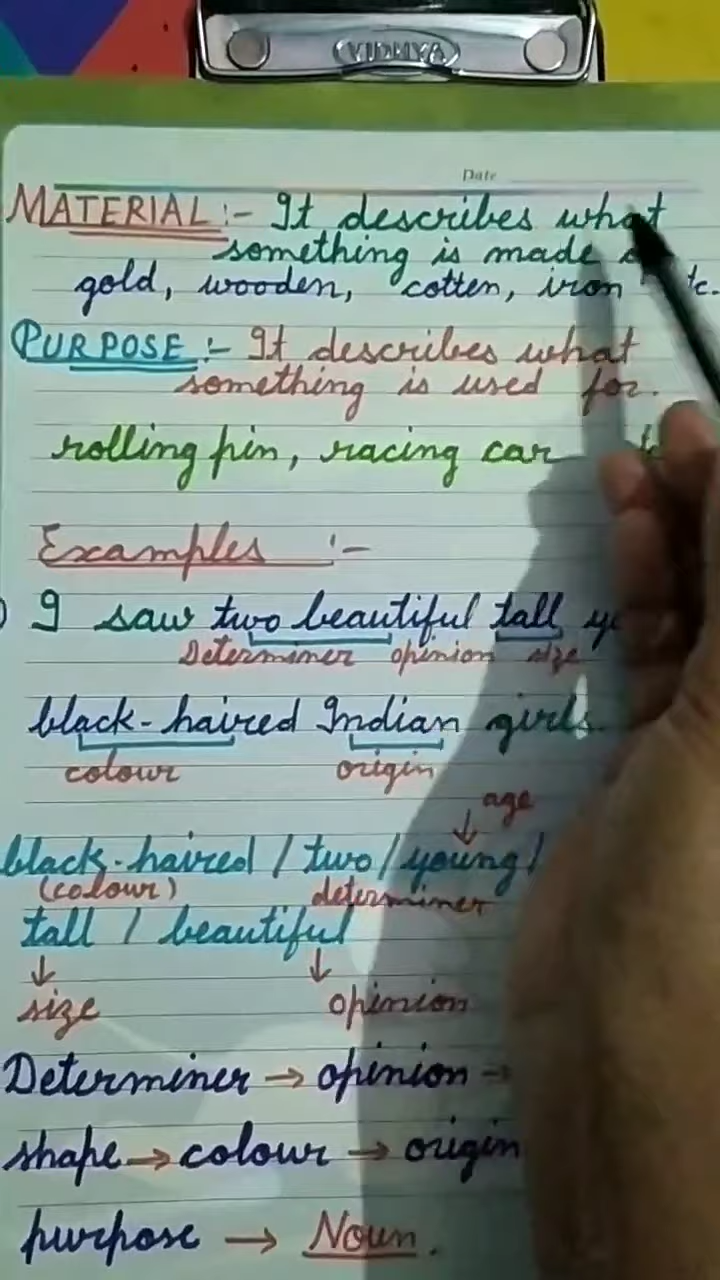 VIDHYA
Date
MATERIAL :- It describes what
something is made
gold, wooden, cotten, iron
PURPOSE :- It describes what
something is used for.
rolling pin, racing car
Examples :-
I saw two beautiful tall
Determiner opinion size
black-haired Indian girls.
colour origin
age
black-haired / two / young /
(colour) determiner
tall / beautiful
size opinion
Determiner → opinion →
shape → colour → origin
purpose → Noun.